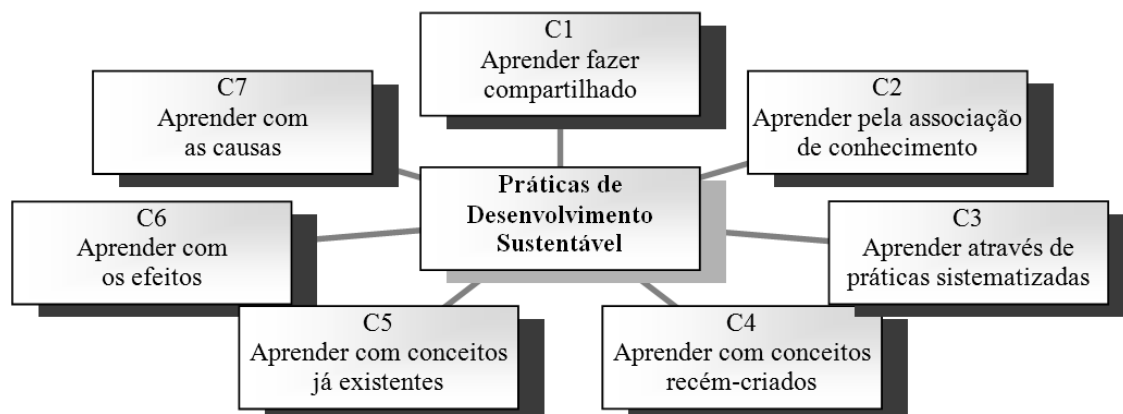 C1
Aprender fazer
compartilhado
C2
Aprender pela associação
de conhecimento
C3
Aprender através de
práticas sistematizadas
C4
Aprender com conceitos
recém-criados
C5
Aprender com conceitos
já existentes
C6
Aprender com
os efeitos
C7
Aprender com
as causas
Práticas de
Desenvolvimento
Sustentável